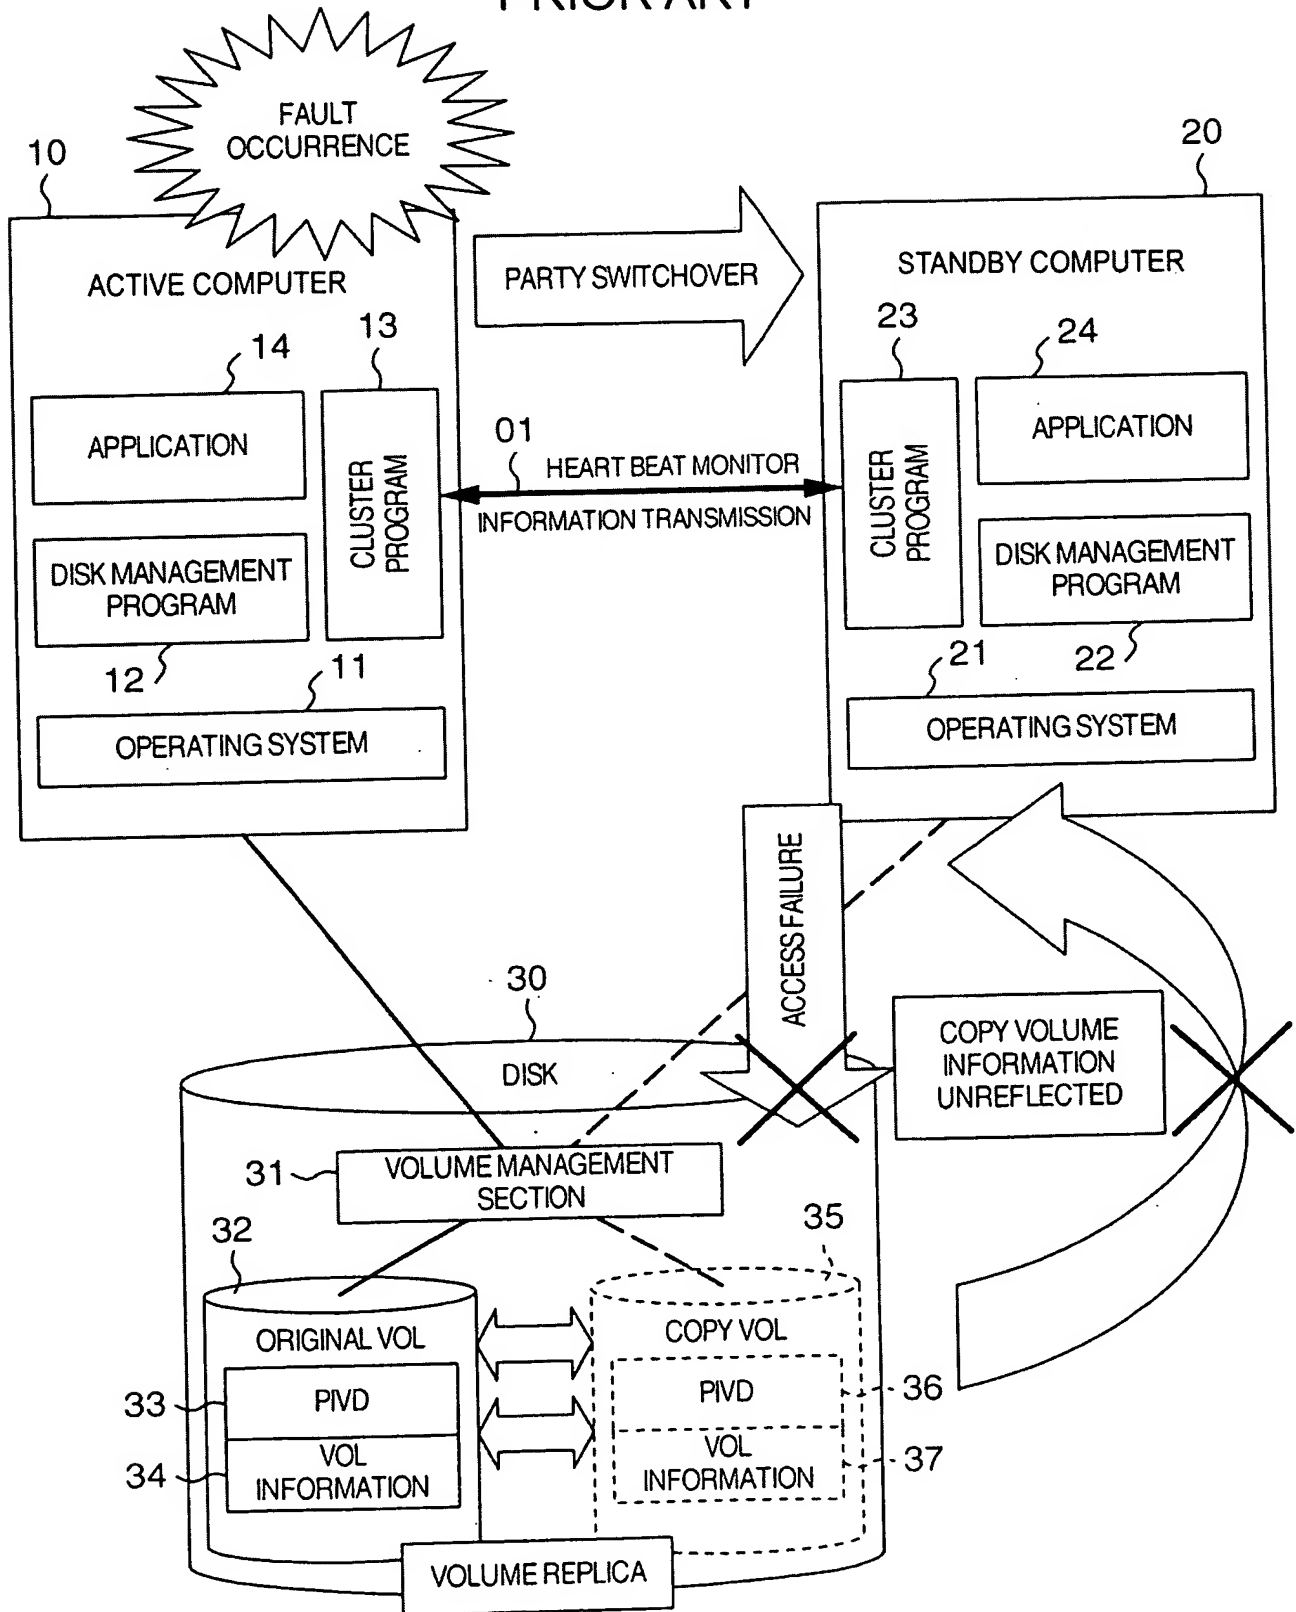 PRIOR ART
FAULT
OCCURRENCE
10
20
ACTIVE COMPUTER
PARTY SWITCHOVER
STANDBY COMPUTER
14
13
23
24
APPLICATION
CLUSTER
PROGRAM
01
HEART BEAT MONITOR
INFORMATION TRANSMISSION
CLUSTER
PROGRAM
APPLICATION
DISK MANAGEMENT
PROGRAM
DISK MANAGEMENT
PROGRAM
12
11
21
22
OPERATING SYSTEM
OPERATING SYSTEM
ACCESS FAILURE
30
DISK
COPY VOLUME
INFORMATION
UNREFLECTED
31
VOLUME MANAGEMENT
SECTION
32
35
ORIGINAL VOL
COPY VOL
33
PIVD
PIVD
36
34
VOL
INFORMATION
VOL
INFORMATION
37
VOLUME REPLICA